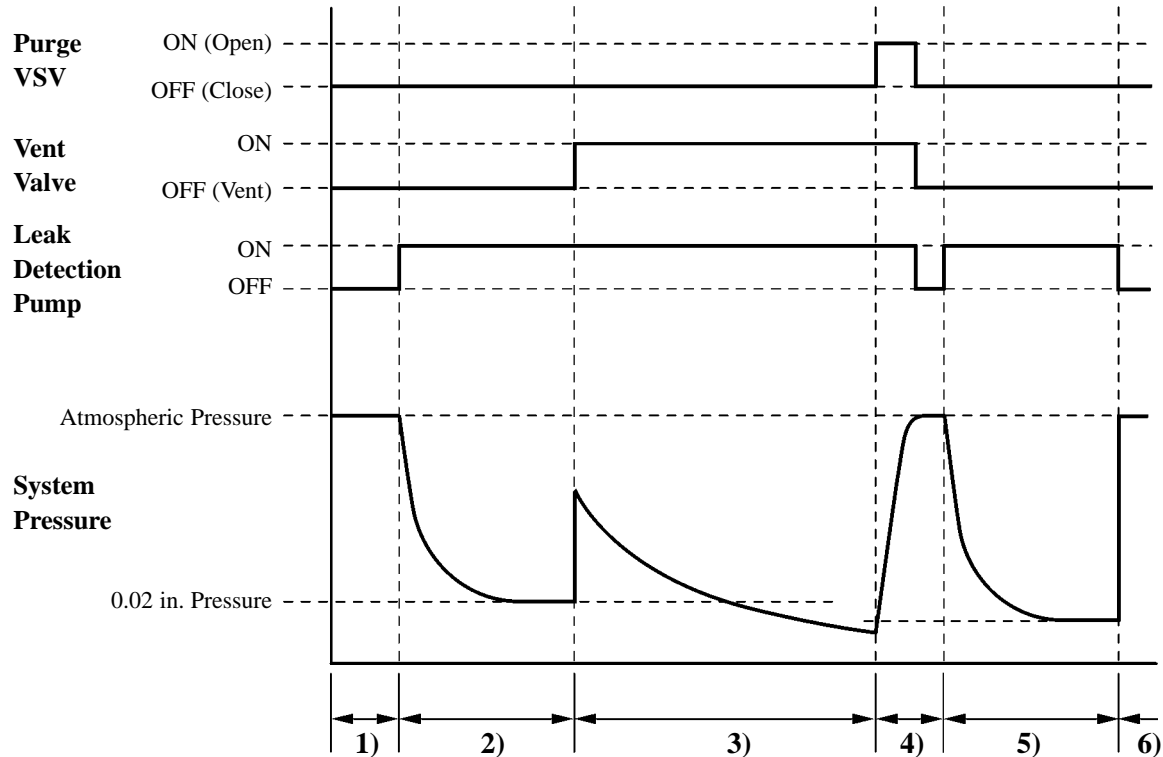 Purge
VSV
ON (Open)
OFF (Close)
Vent
Valve
ON
OFF (Vent)
Leak
Detection
Pump
ON
OFF
Atmospheric Pressure
System
Pressure
0.02 in. Pressure
1) 2) 3) 4) 5) 6)